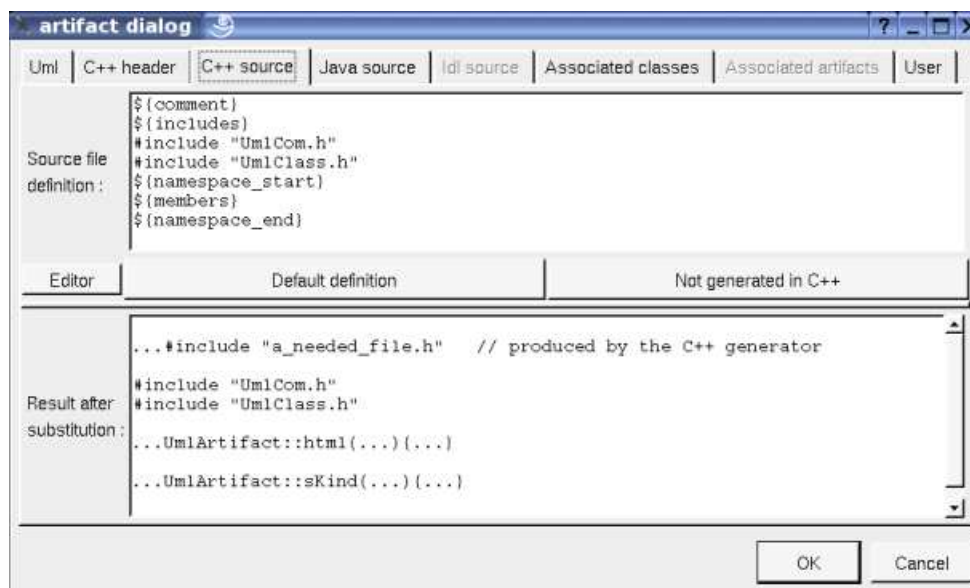 artifact dialog
Uml C++ header C++ source Java source Idl source Associated classes Associated artifacts User
${comment}
${includes}
#include "UmlCom.h"
#include "UmlClass.h"
${namespace_start}
${members}
${namespace_end}
Source file
definition :
Editor Default definition Not generated in C++
...#include "a_needed_file.h" // produced by the C++ generator
#include "UmlCom.h"
#include "UmlClass.h"
...UmlArtifact::html(...){...}
...UmlArtifact::sKind(...){...}
Result after
substitution :
OK Cancel